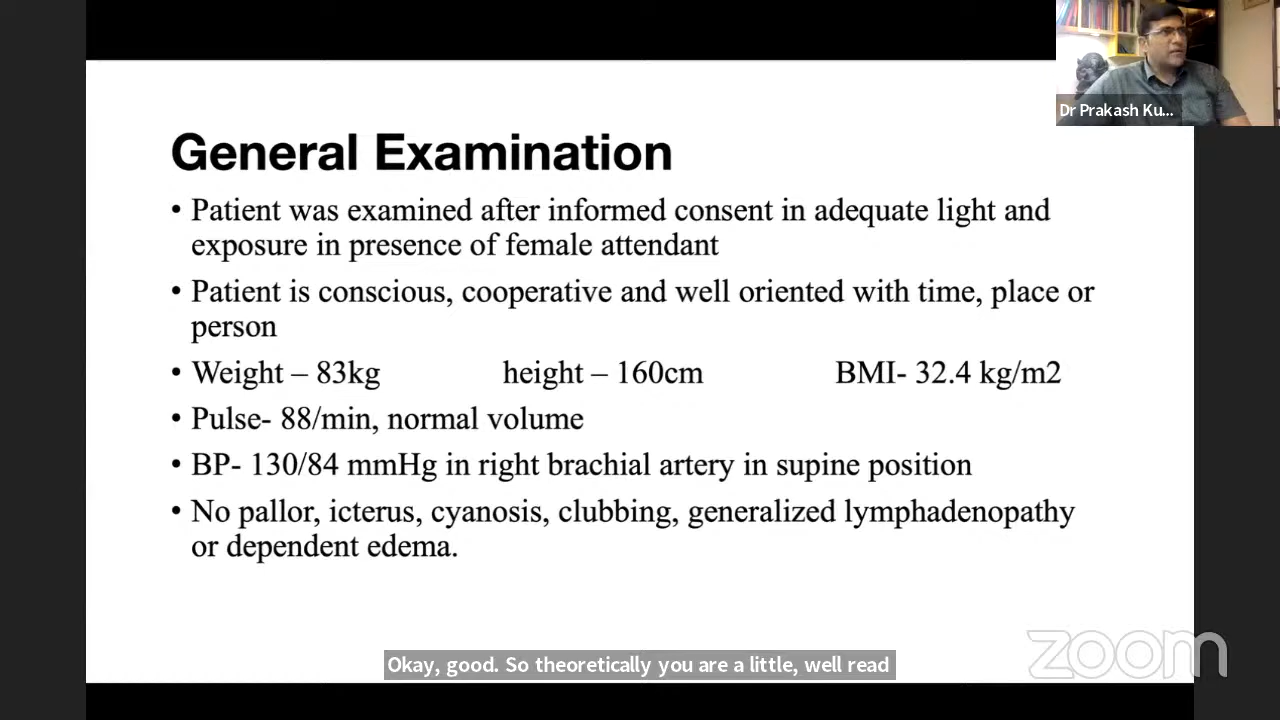 Dr Prakash Ku...
General Examination
• Patient was examined after informed consent in adequate light and
exposure in presence of female attendant
• Patient is conscious, cooperative and well oriented with time, place or
person
• Weight – 83kg height – 160cm BMI- 32.4 kg/m2
• Pulse- 88/min, normal volume
• BP- 130/84 mmHg in right brachial artery in supine position
• No pallor, icterus, cyanosis, clubbing, generalized lymphadenopathy
or dependent edema.
zoom
Okay, good. So theoretically you are a little, well read